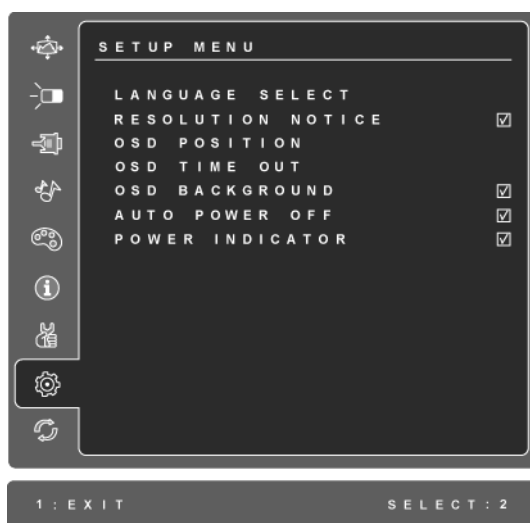 SETUP MENU
LANGUAGE SELECT
RESOLUTION NOTICE
OSD POSITION
OSD TIME OUT
OSD BACKGROUND
AUTO POWER OFF
POWER INDICATOR
1:EXIT SELECT:2